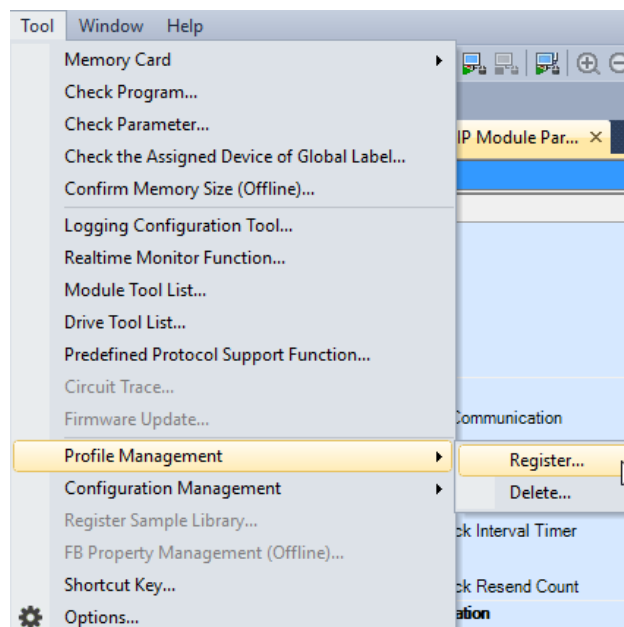 Tool Window Help
Memory Card
Check Program...
Check Parameter...
IP Module Par...
Check the Assigned Device of Global Label...
Confirm Memory Size (Offline)...
Logging Configuration Tool...
Realtime Monitor Function...
Module Tool List...
Drive Tool List...
Predefined Protocol Support Function...
Circuit Trace...
Firmware Update...
Communication
Profile Management
Register...
Configuration Management
Delete...
Register Sample Library...
ck Interval Timer
FB Property Management (Offline)...
Shortcut Key...
ck Resend Count
Options...
ation